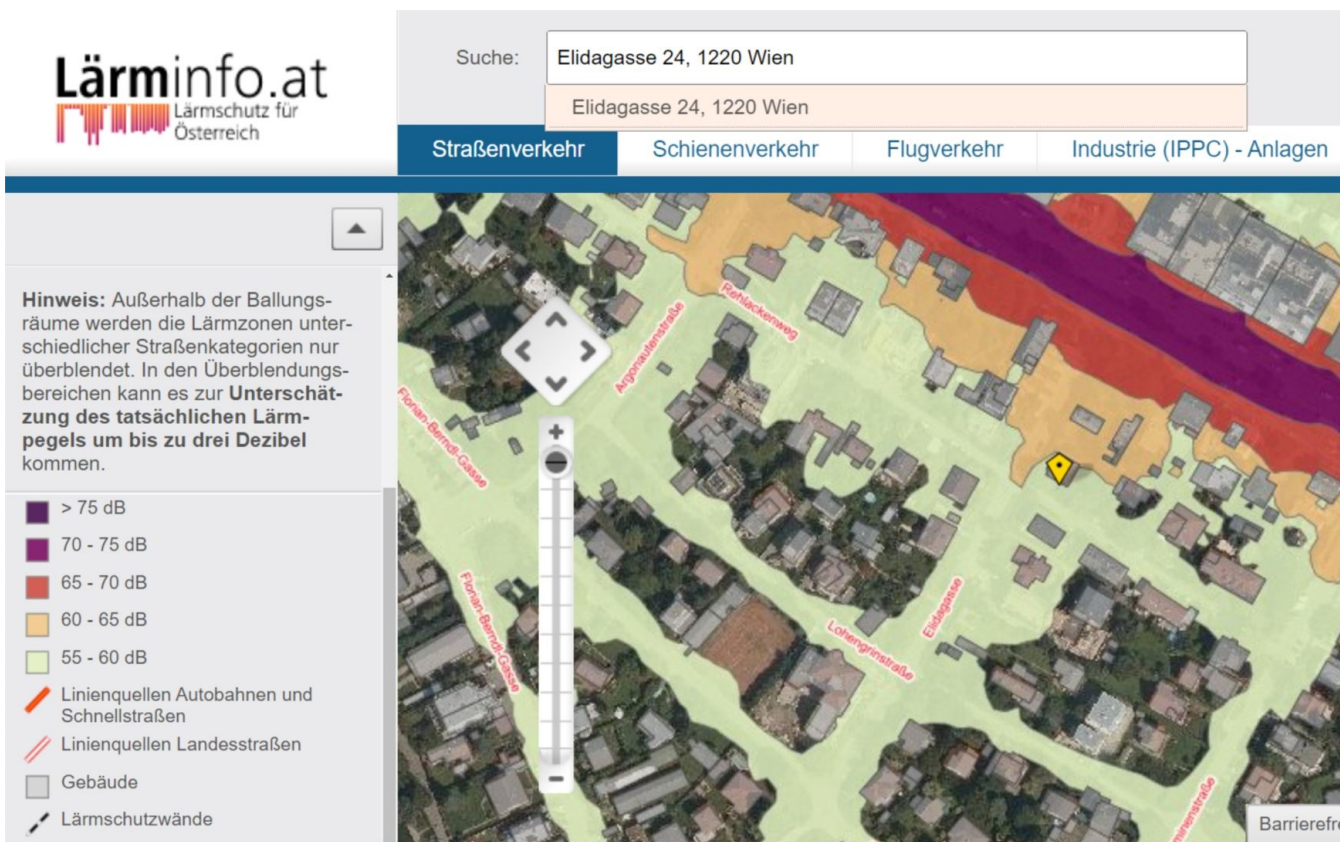 Lärminfo.at
Lärmschutz für
Österreich
Suche:
Elidagasse 24, 1220 Wien
Elidagasse 24, 1220 Wien
Straßenverkehr
Schienenverkehr
Flugverkehr
Industrie (IPPC) - Anlagen
Hinweis: Außerhalb der Ballungs-
räume werden die Lärmzonen unter-
schiedlicher Straßenkategorien nur
überblendet. In den Überblendungs-
bereichen kann es zur Unterschät-
zung des tatsächlichen Lärm-
pegels um bis zu drei Dezibel
kommen.
> 75 dB
70 - 75 dB
65 - 70 dB
60 - 65 dB
55 - 60 dB
Linienquellen Autobahnen und
Schnellstraßen
Linienquellen Landesstraßen
Gebäude
Lärmschutzwände
Rehlackenweg
Argonautenstraße
Florian-Berndl-Gasse
Florian-Berndl-Gasse
Elidagasse
Lohengrinstraße
minenstraße
Barrierefre